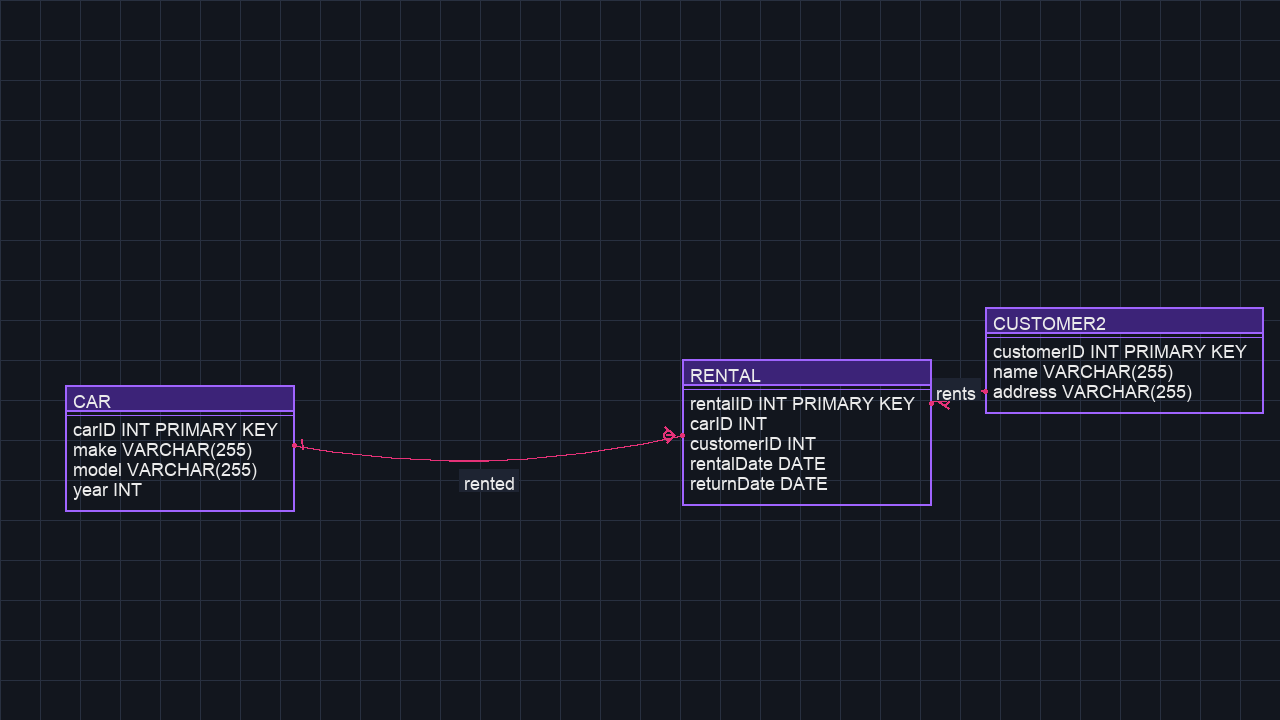 CAR
carID INT PRIMARY KEY
make VARCHAR(255)
model VARCHAR(255)
year INT
rented
RENTAL
rentalID INT PRIMARY KEY
carID INT
customerID INT
rentalDate DATE
returnDate DATE
rents
CUSTOMER2
customerID INT PRIMARY KEY
name VARCHAR(255)
address VARCHAR(255)